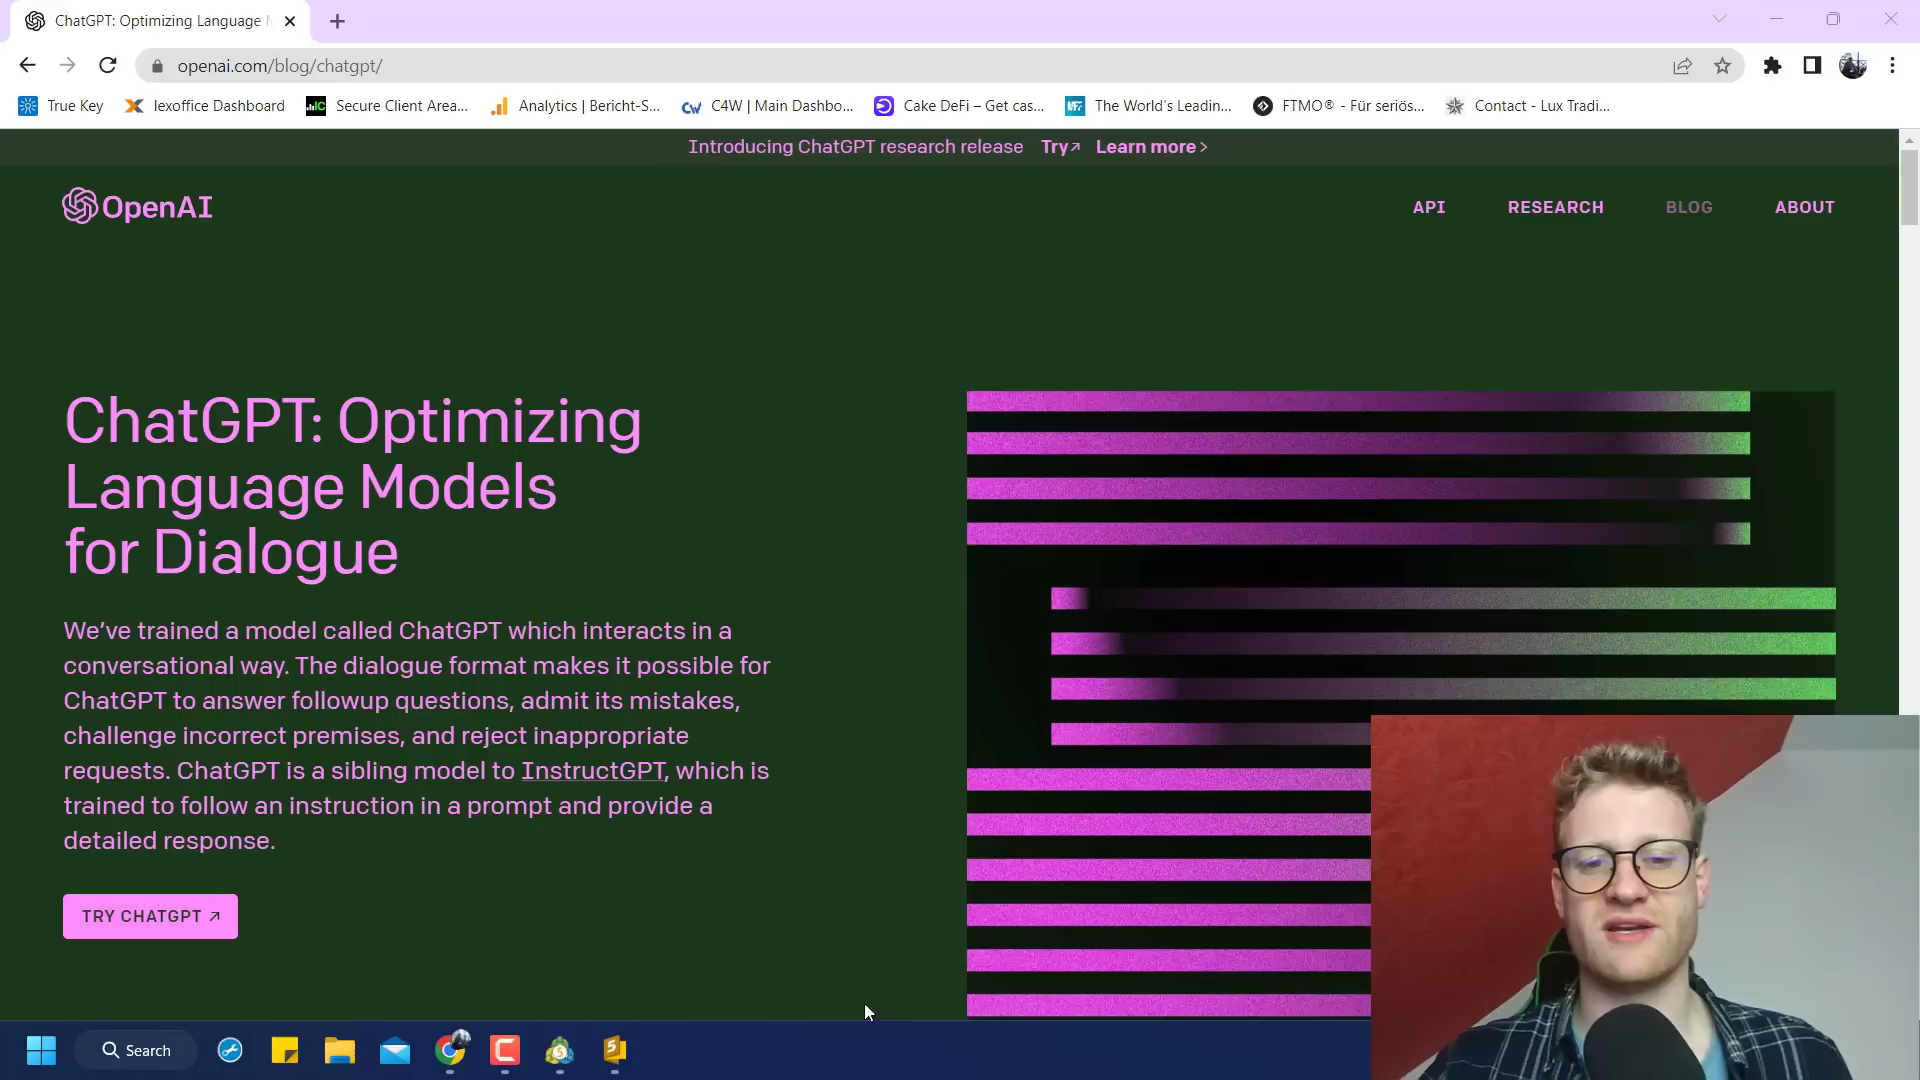 ChatGPT: Optimizing Language
openai.com/blog/chatgpt/
True Key
lexoffice Dashboard
Secure Client Area...
Analytics | Bericht-S...
C4W | Main Dashbo...
Cake DeFi – Get cas...
The World's Leadin...
FTMO® - Für seriös...
Contact - Lux Tradi...
Introducing ChatGPT research release Try↗ Learn more >
OpenAI
API
RESEARCH
BLOG
ABOUT
ChatGPT: Optimizing
Language Models
for Dialogue
We've trained a model called ChatGPT which interacts in a
conversational way. The dialogue format makes it possible for
ChatGPT to answer followup questions, admit its mistakes,
challenge incorrect premises, and reject inappropriate
requests. ChatGPT is a sibling model to InstructGPT, which is
trained to follow an instruction in a prompt and provide a
detailed response.
TRY CHATGPT ↗
Search